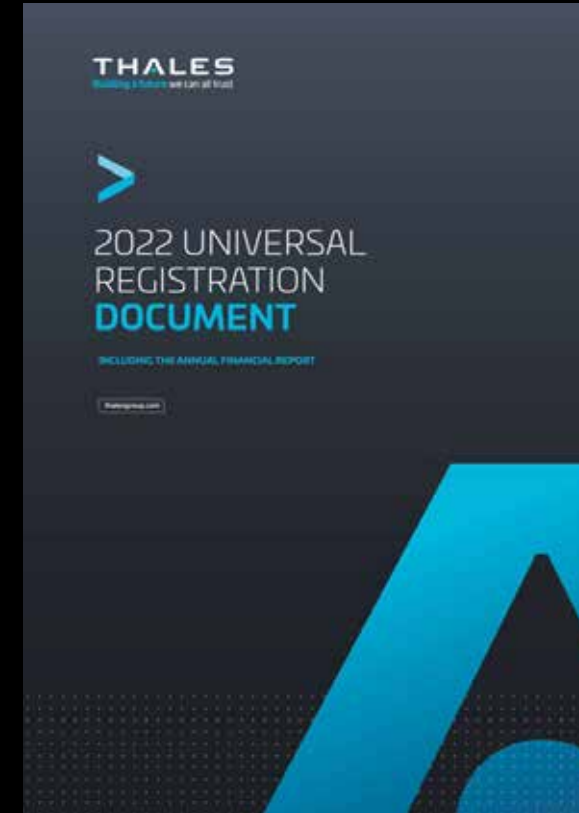 THALES
Building a future we can all trust
2022 UNIVERSAL
REGISTRATION
DOCUMENT
INCLUDING THE ANNUAL FINANCIAL REPORT
thalesgroup.com